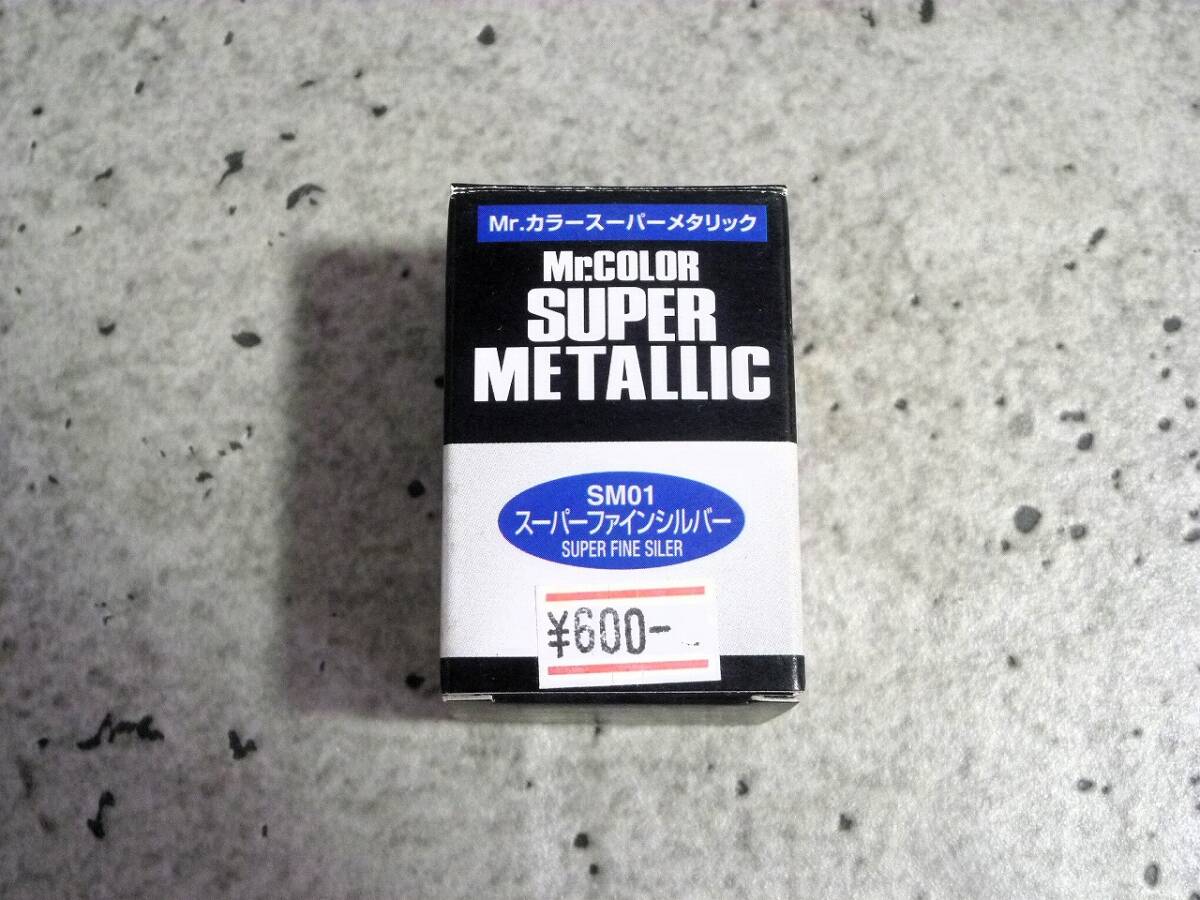 Mr.カラースーパーメタリック
Mr.COLOR
SUPER
METALLIC
SM01
スーパーファインシルバー
SUPER FINE SILER
¥600-